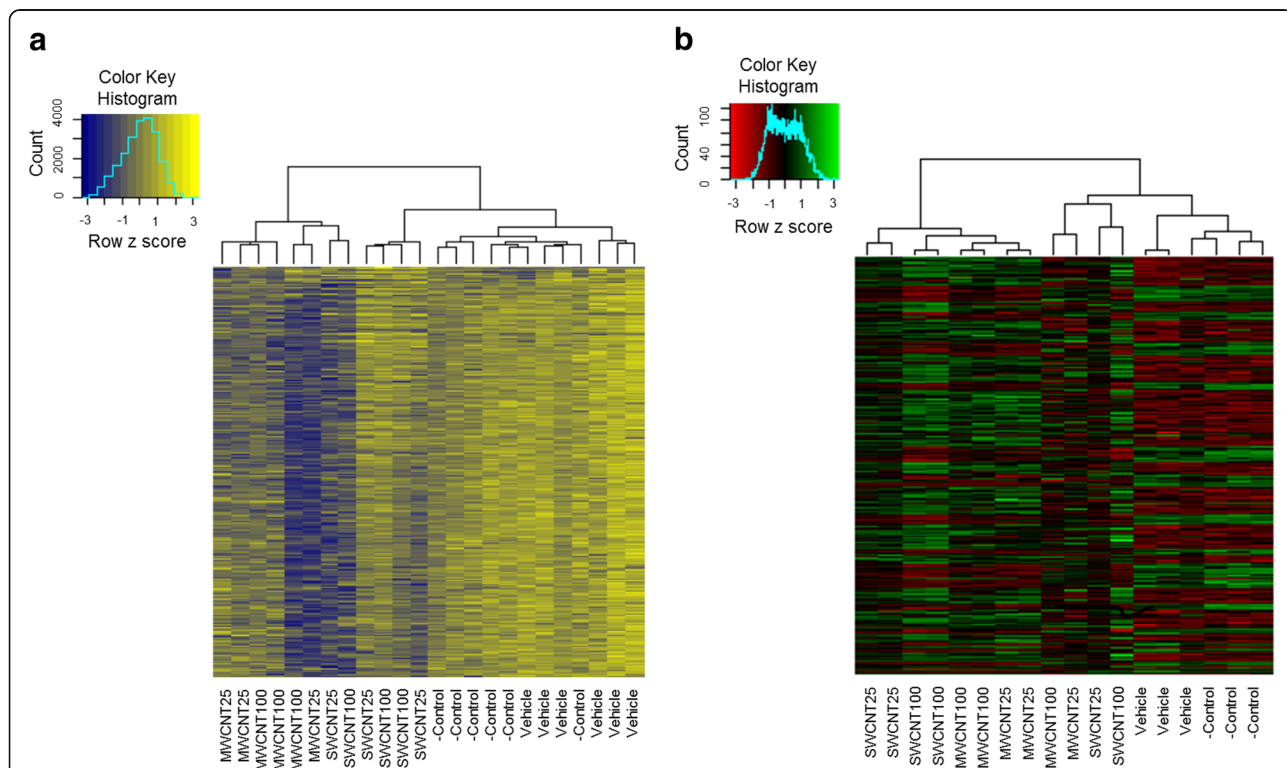 a
Color Key
Histogram
Count
0 2000 4000
-3 -1 1 3
Row z score
MWCNT25
MWCNT25
MWCNT100
MWCNT100
MWCNT100
MWCNT25
SWCNT25
SWCNT100
SWCNT25
SWCNT100
SWCNT100
SWCNT25
-Control
-Control
-Control
-Control
-Control
Vehicle
Vehicle
Vehicle
-Control
Vehicle
Vehicle
Vehicle
b
Color Key
Histogram
Count
0 40 100
-3 -1 1 3
Row z score
SWCNT25
SWCNT25
SWCNT100
SWCNT100
MWCNT100
MWCNT100
MWCNT25
MWCNT25
MWCNT100
MWCNT25
SWCNT25
SWCNT100
Vehicle
Vehicle
Vehicle
-Control
-Control
-Control